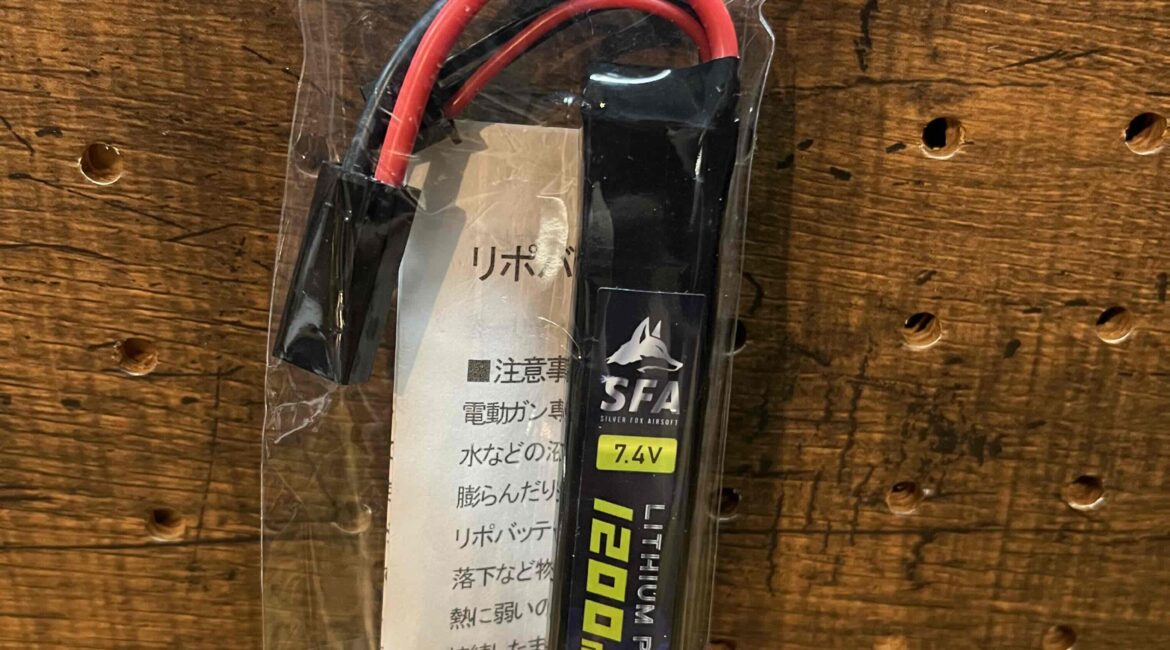 リポバ
■注意事
電動ガン専
水などの
膨らんだり
リポバッテ
落下など物
熱に弱いの
SFA
SILVER FOX AIRSOFT
7.4V
LITHIUM P
1200